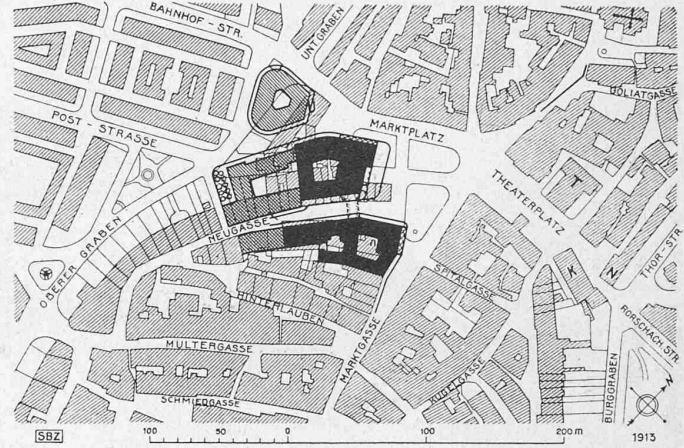 BAHNHOF-STR.
UNT. GRABEN
GOLIATGASSE
POST-STRASSE
MARKTPLATZ
THEATERPLATZ
T
NEUGASSE
OBERER GRABEN
SPITALGASSE
K
N
THOR-STR
HINTERLAUBEN
RORSCHACH STR
MULTERGASSE
MARKTGASSE
KUGELGASSE
SCHMIEDGASSE
BURGGRABEN
N
SBZ
100 50 0 100 200 m
1913